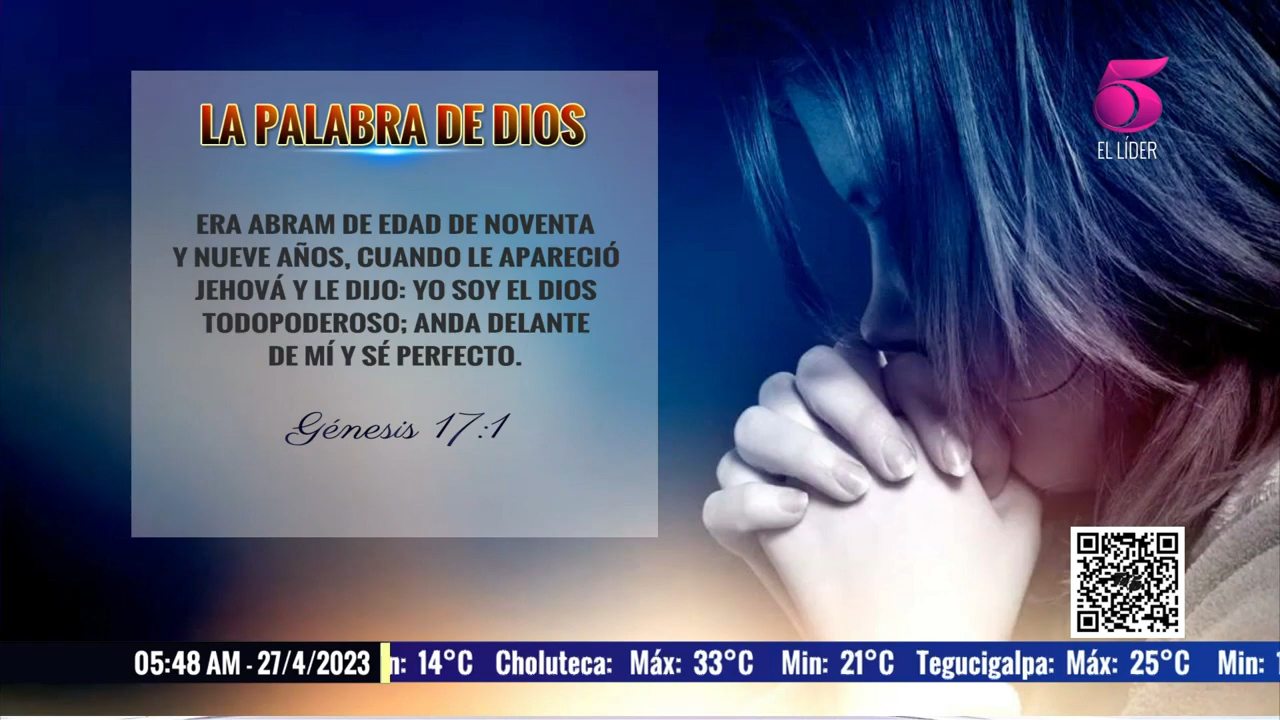 LA PALABRA DE DIOS
ERA ABRAM DE EDAD DE NOVENTA
Y NUEVE AÑOS, CUANDO LE APARECIÓ
JEHOVÁ Y LE DIJO: YO SOY EL DIOS
TODOPODEROSO; ANDA DELANTE
DE MÍ Y SÉ PERFECTO.
Génesis 17:1
5
EL LÍDER
05:48 AM - 27/4/2023 n: 14°C Choluteca: Máx: 33°C Min: 21°C Tegucigalpa: Máx: 25°C Min: